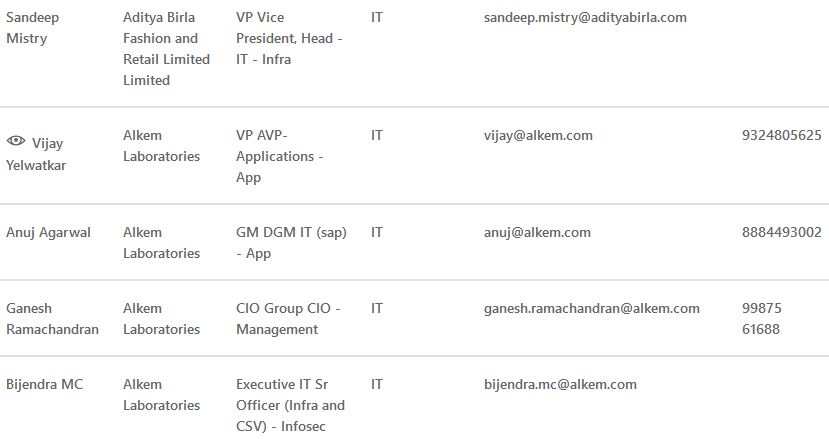 Sandeep Mistry	Aditya Birla Fashion and Retail Limited Limited	VP Vice President, Head - IT - Infra	IT	sandeep.mistry@adityabirla.com
Vijay Yelwatkar	Alkem Laboratories	VP AVP- Applications - App	IT	vijay@alkem.com	9324805625
Anuj Agarwal	Alkem Laboratories	GM DGM IT (sap) - App	IT	anuj@alkem.com	8884493002
Ganesh Ramachandran	Alkem Laboratories	CIO Group CIO - Management	IT	ganesh.ramachandran@alkem.com	99875 61688
Bijendra MC	Alkem Laboratories	Executive IT Sr Officer (Infra and CSV) - Infosec	IT	bijendra.mc@alkem.com